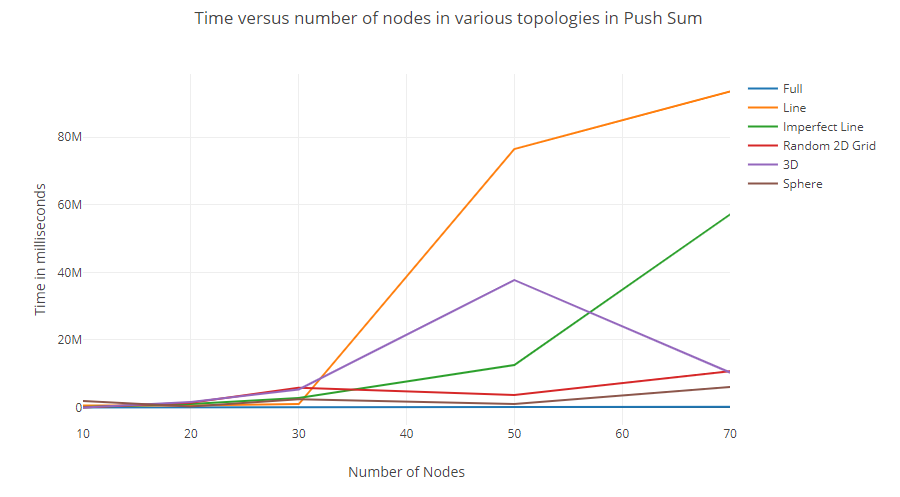 Time versus number of nodes in various topologies in Push Sum
Full
Line
Imperfect Line
Random 2D Grid
3D
Sphere
80M
60M
40M
20M
0
Time in milliseconds
10 20 30 40 50 60 70
Number of Nodes